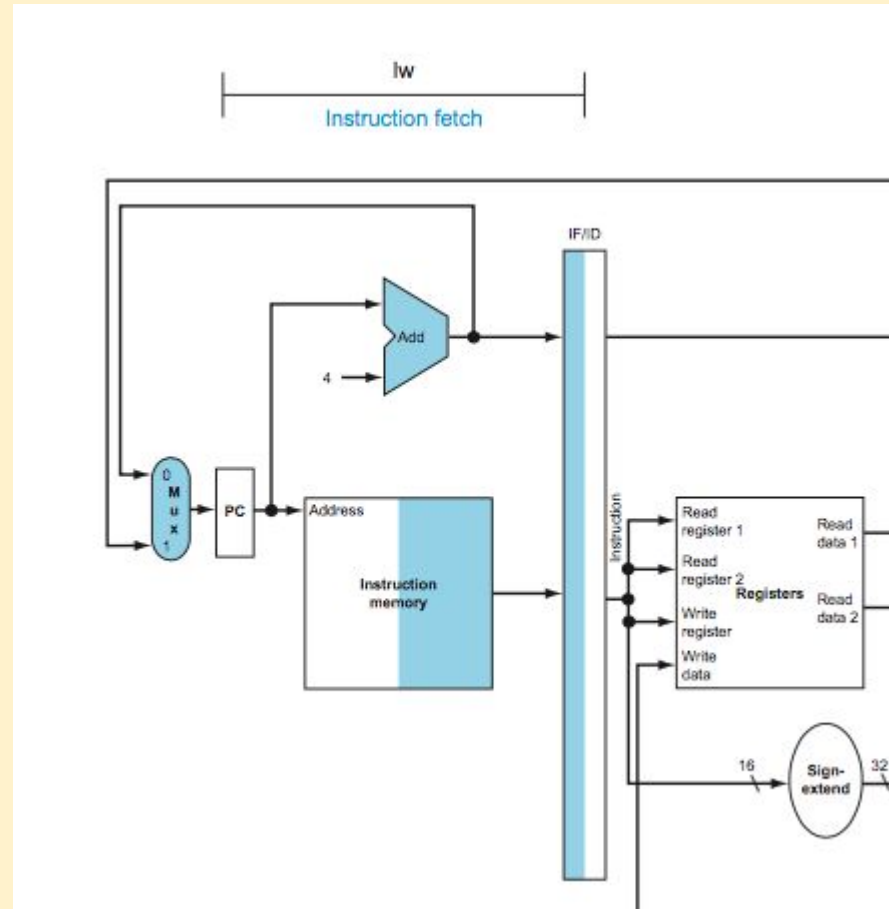 lw
Instruction fetch
IF/ID
Add
4
0
M
u
x
1
PC
Address
Instruction
memory
Instruction
Read
register 1
Read
register 2
Registers
Write
register
Write
data
Read
data 1
Read
data 2
16
Sign-
extend
32